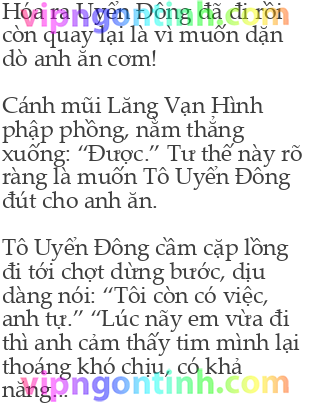 Hóa ra Uyển Đông đã đi rồi
còn quay lại là vì muốn dặn
dò anh ăn cơm!
Cánh mũi Lăng Vạn Hình
phập phồng, nằm thẳng
xuống: “Được.” Tư thế này rõ
ràng là muốn Tô Uyển Đông
đút cho anh ăn.
Tô Uyển Đông cầm cặp lồng
đi tới chợt dừng bước, dịu
dàng nói: “Tôi còn có việc,
anh tự.” “Lúc nãy em vừa đi
thì anh cảm thấy tim mình lại
thoáng khó chịu, có khả
năng...
vipngontinh.com
vipngontinh.com